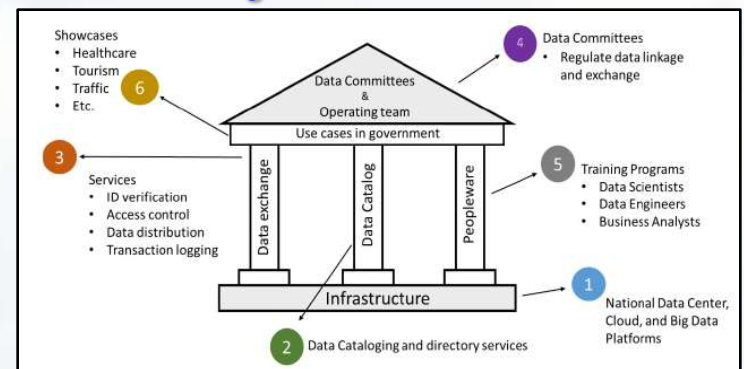 Showcases
• Healthcare
• Tourism
• Traffic
• Etc.
6
4
Data Committees
• Regulate data linkage
and exchange
Data Committees
&
Operating team
Use cases in government
3
Services
• ID verification
• Access control
• Data distribution
• Transaction logging
Data exchange
Data Catalog
Peopleware
5
Training Programs
• Data Scientists
• Data Engineers
• Business Analysts
Infrastructure
1
National Data Center,
Cloud, and Big Data
Platforms
2
Data Cataloging and directory services